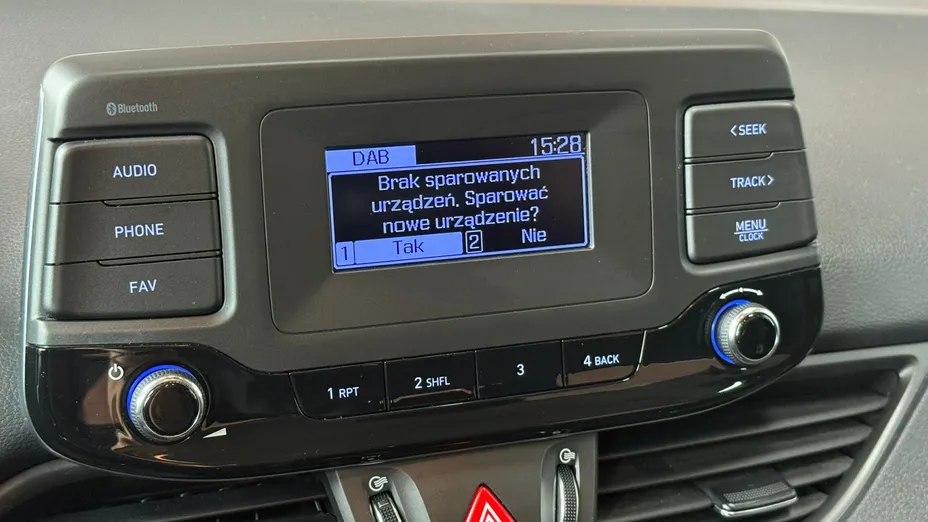 Bluetooth
AUDIO
PHONE
FAV
DAB 15:28
Brak sparowanych
urządzeń. Sparować
nowe urządzenie?
1 Tak 2 Nie
<SEEK
TRACK>
MENU
CLOCK
1 RPT
2 SHFL
3
4 BACK